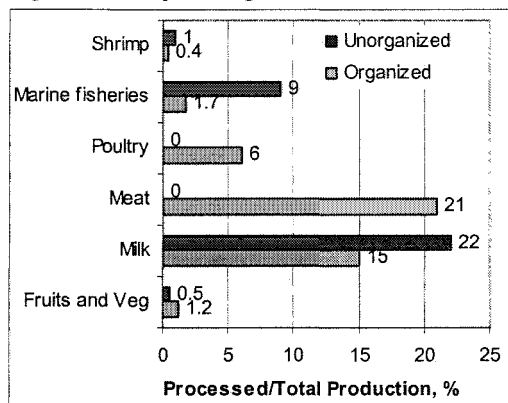 Shrimp
1
0.4
Unorganized
Organized
Marine fisheries
9
1.7
Poultry
0
6
Meat
0
21
Milk
22
15
Fruits and Veg
0.5
1.2
0 5 10 15 20 25
Processed/Total Production, %